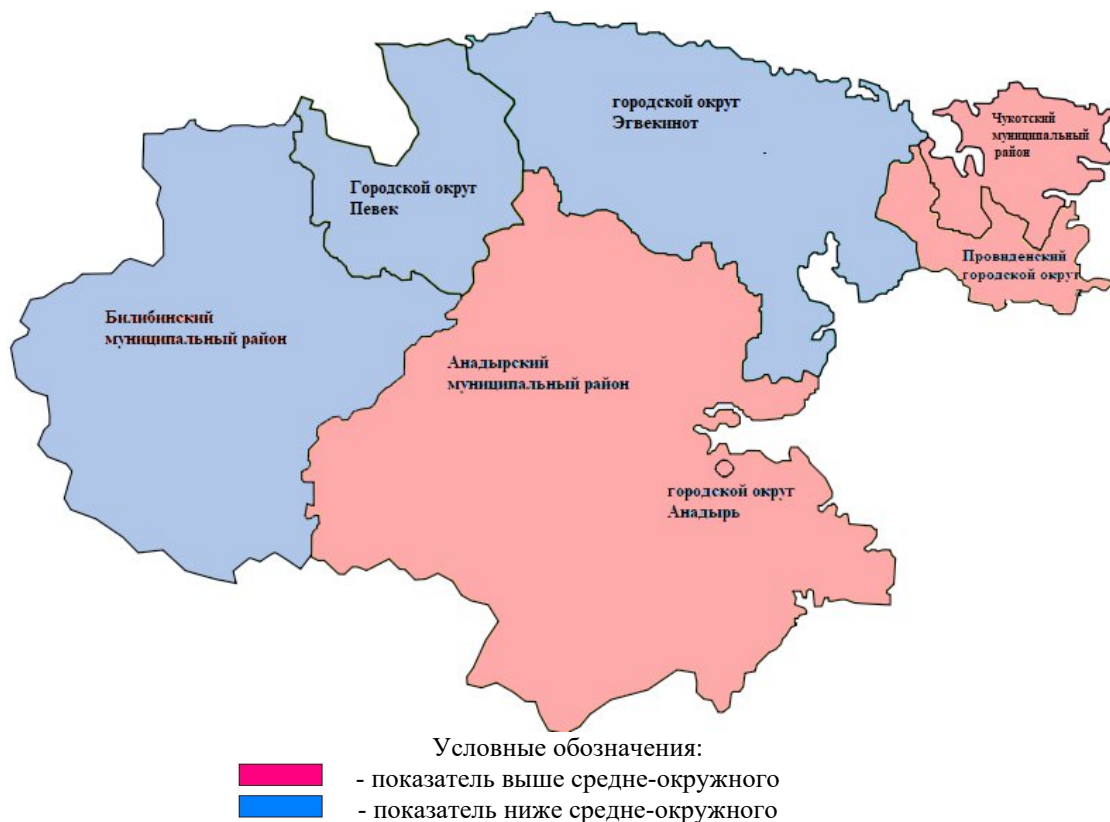 городской округ
Эгвекинот
Чукотский
муниципальный
район
Городской округ
Певек
Провиденский
городской округ
Билибинский
муниципальный район
Анадырский
муниципальный район
городской округ
Анадырь
Условные обозначения:
- показатель выше средне-окружного
- показатель ниже средне-окружного